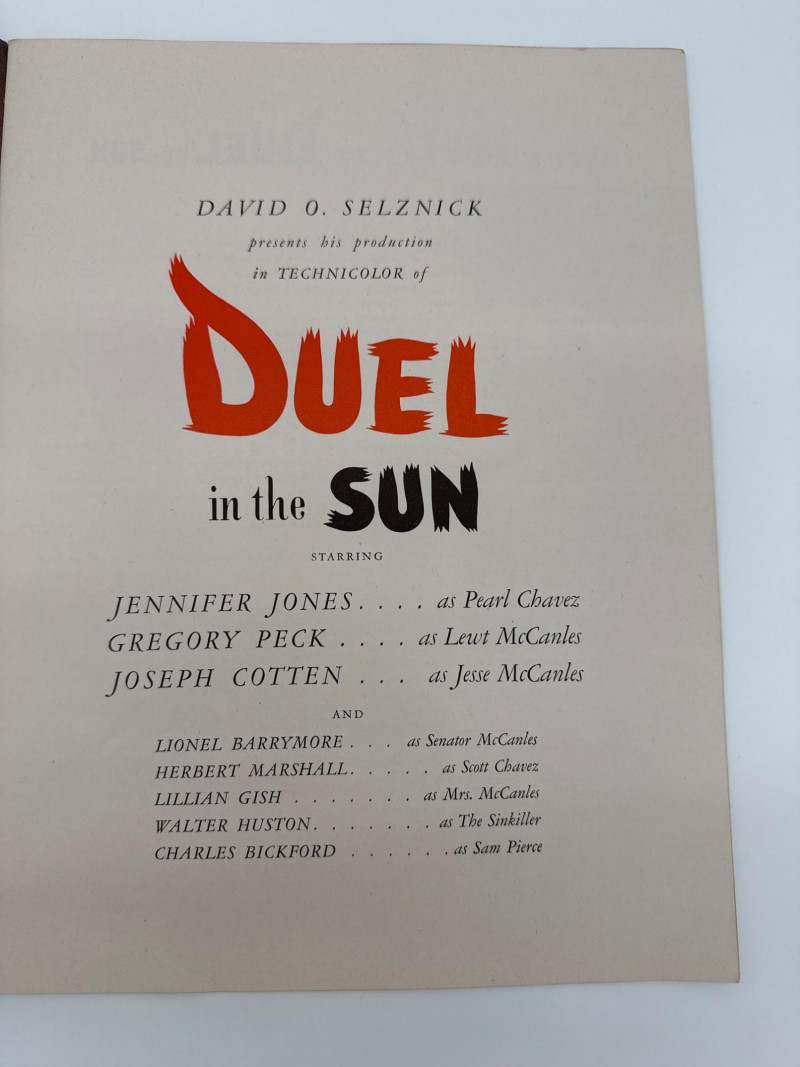 DAVID O. SELZNICK
presents his production
in TECHNICOLOR of
DUEL
in the SUN
STARRING
JENNIFER JONES. . . . as Pearl Chavez
GREGORY PECK . . . . as Lewt McCanles
JOSEPH COTTEN . . . as Jesse McCanles
AND
LIONEL BARRYMORE . . . as Senator McCanles
HERBERT MARSHALL. . . . . as Scott Chavez
LILLIAN GISH . . . . . . . as Mrs. McCanles
WALTER HUSTON. . . . . . . as The Sinkiller
CHARLES BICKFORD . . . . . . as Sam Pierce